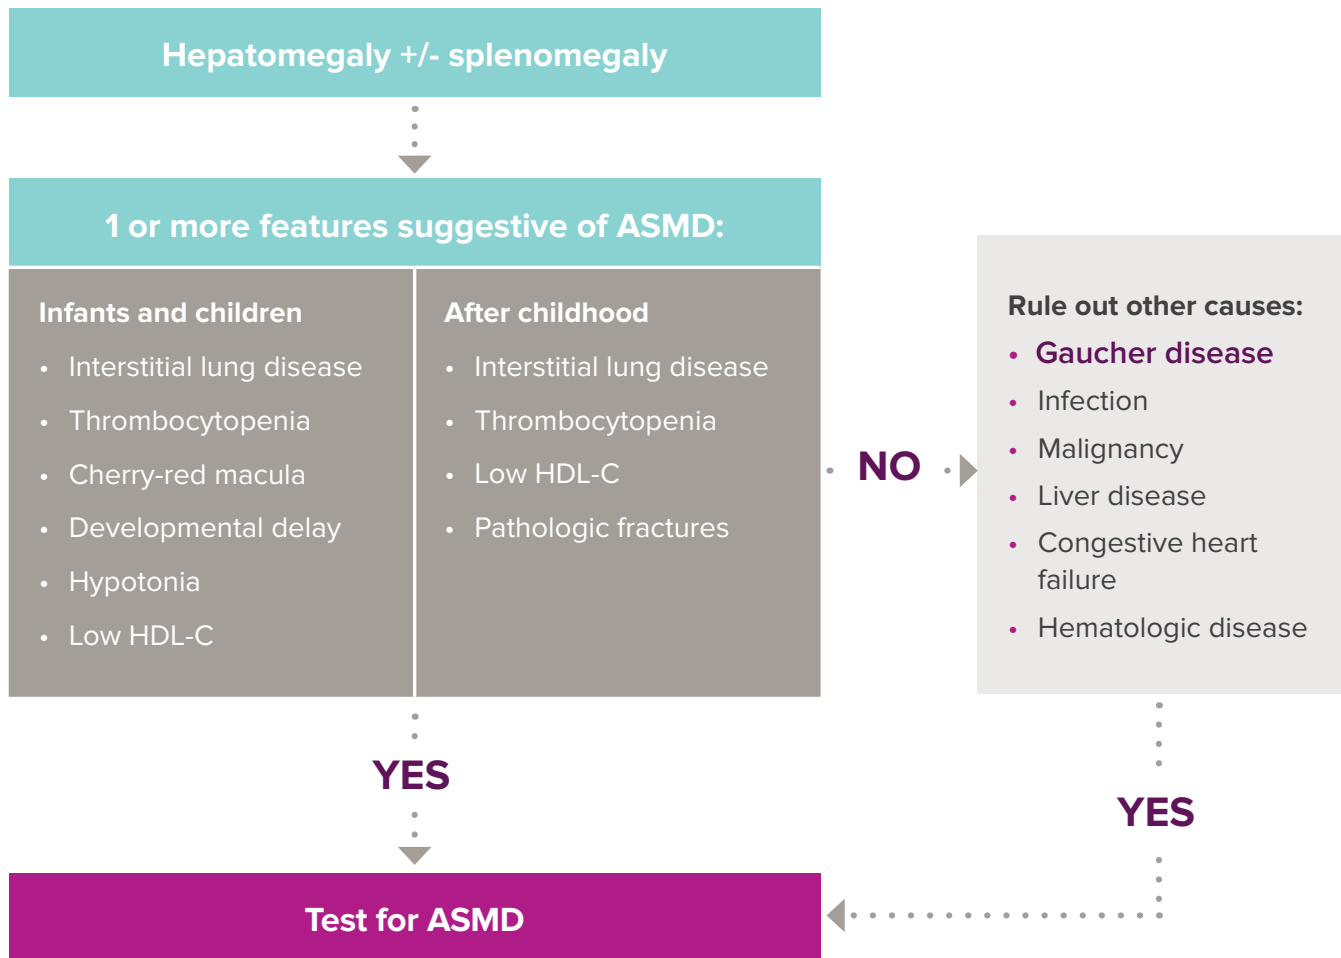 Hepatomegaly +/- splenomegaly
1 or more features suggestive of ASMD:
Infants and children
• Interstitial lung disease
• Thrombocytopenia
• Cherry-red macula
• Developmental delay
• Hypotonia
• Low HDL-C
After childhood
• Interstitial lung disease
• Thrombocytopenia
• Low HDL-C
• Pathologic fractures
NO
Rule out other causes:
• Gaucher disease
• Infection
• Malignancy
• Liver disease
• Congestive heart
failure
• Hematologic disease
YES
YES
Test for ASMD